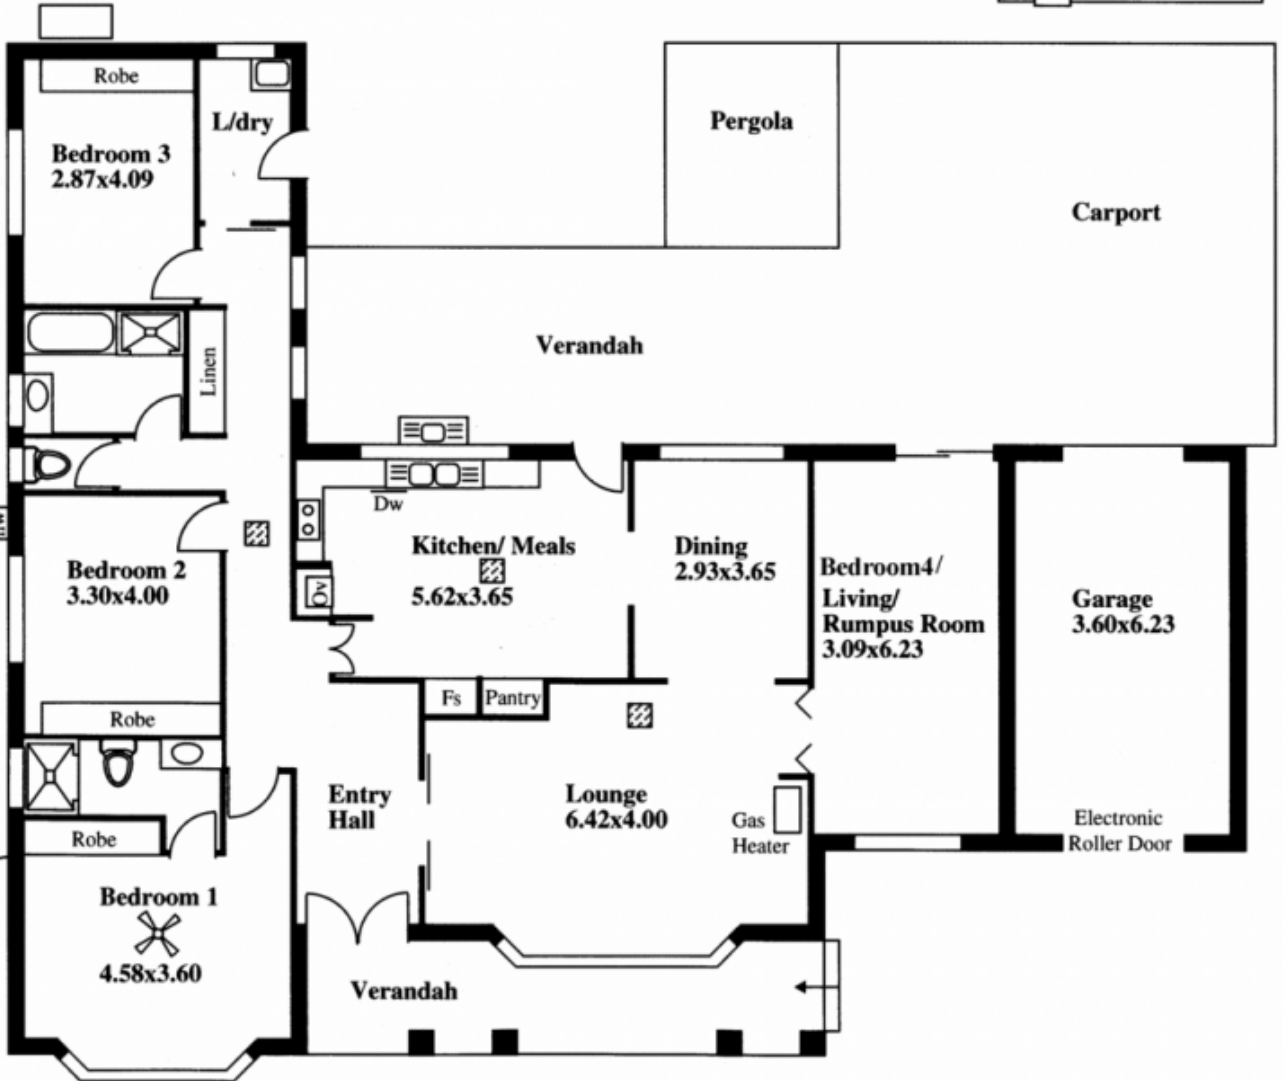 Robe
L/dry
Bedroom 3
2.87x4.09
Pergola
Carport
Linen
Verandah
Dw
Kitchen/ Meals
5.62x3.65
Ov
Dining
2.93x3.65
Bedroom4/
Living/
Rumpus Room
3.09x6.23
Garage
3.60x6.23
Bedroom 2
3.30x4.00
Robe
Fs
Pantry
Entry
Hall
Lounge
6.42x4.00
Gas
Heater
Electronic
Roller Door
Robe
Bedroom 1
4.58x3.60
Verandah